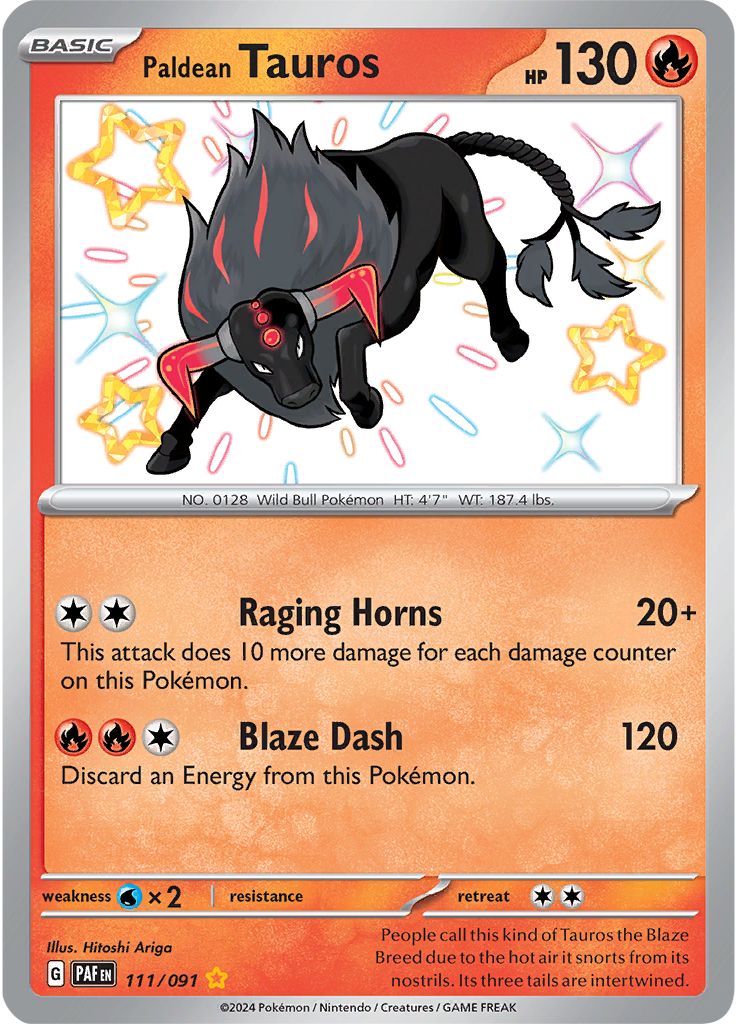 BASIC
Paldean Tauros HP 130
NO. 0128 Wild Bull Pokémon HT: 4'7" WT: 187.4 lbs.
Raging Horns 20+
This attack does 10 more damage for each damage counter
on this Pokémon.
Blaze Dash 120
Discard an Energy from this Pokémon.
weakness ×2 resistance retreat
Illus. Hitoshi Ariga
G PAF EN 111/091
People call this kind of Tauros the Blaze
Breed due to the hot air it snorts from its
nostrils. Its three tails are intertwined.
©2024 Pokémon / Nintendo / Creatures / GAME FREAK